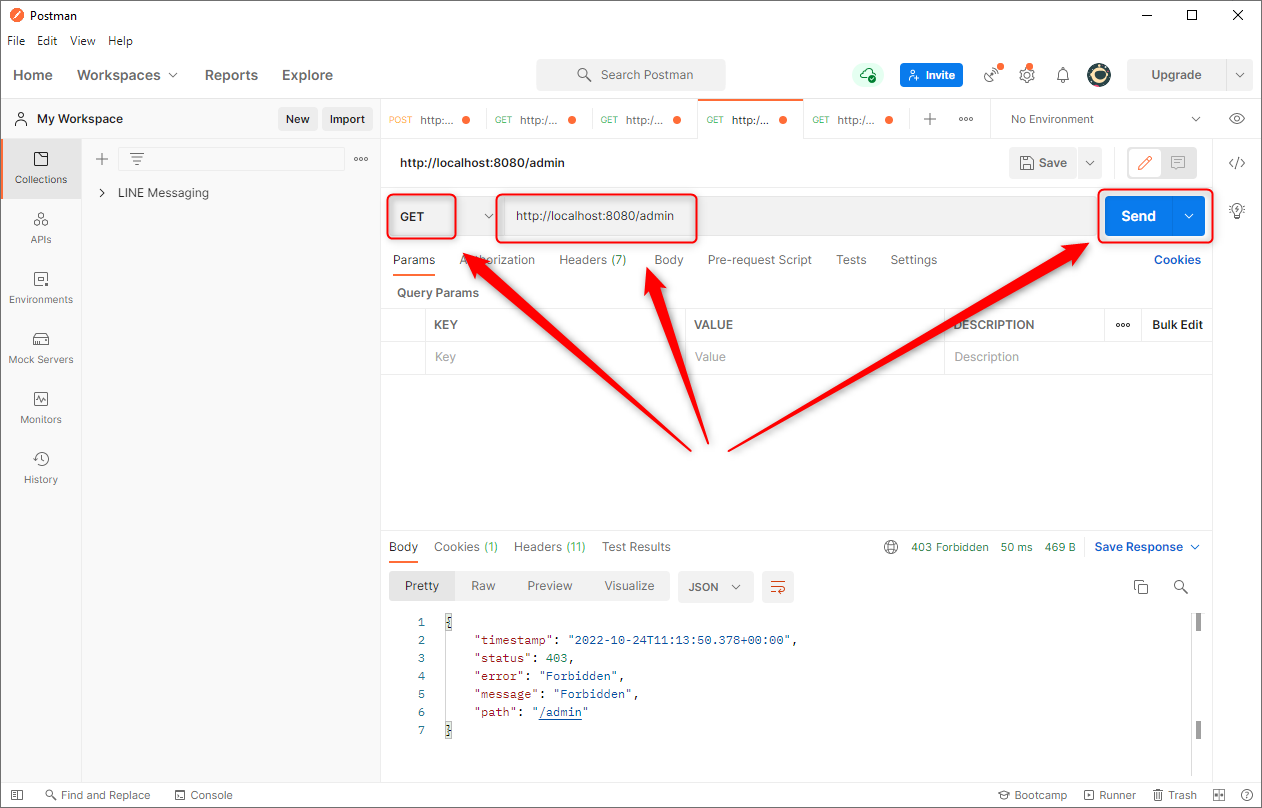 Postman
File Edit View Help
Home Workspaces Reports Explore Search Postman Invite Upgrade
My Workspace New Import POST http:... GET http:/... GET http:/... GET http:/... GET http:/... No Environment
Collections
LINE Messaging
APIs
Environments
Mock Servers
Monitors
History
http://localhost:8080/admin Save
GET http://localhost:8080/admin Send
Params Authorization Headers (7) Body Pre-request Script Tests Settings Cookies
Query Params
KEY VALUE DESCRIPTION Bulk Edit
Key Value Description
Body Cookies (1) Headers (11) Test Results 403 Forbidden 50 ms 469 B Save Response
Pretty Raw Preview Visualize JSON
1 {
2 "timestamp": "2022-10-24T11:13:50.378+00:00",
3 "status": 403,
4 "error": "Forbidden",
5 "message": "Forbidden",
6 "path": "/admin"
7 }
Find and Replace Console Bootcamp Runner Trash